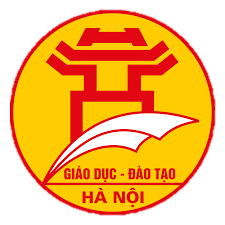 GIÁO DỤC - ĐÀO TẠO
HÀ NỘI